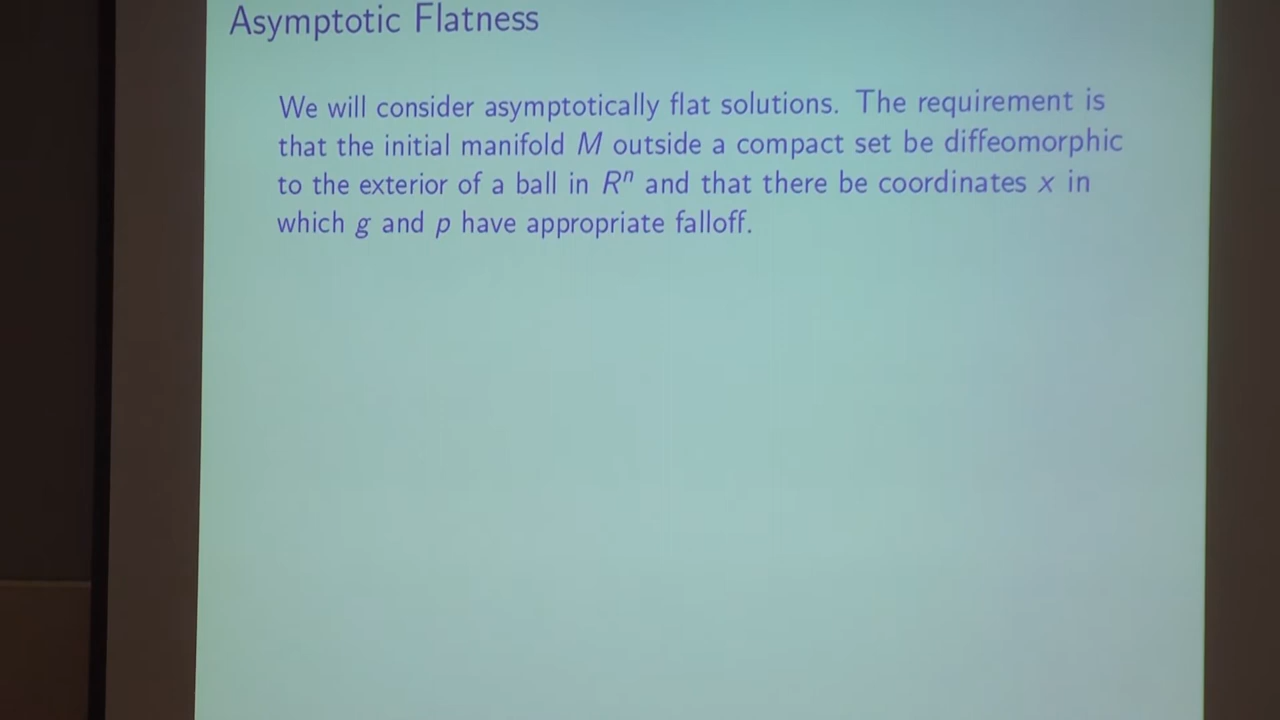 Asymptotic Flatness
We will consider asymptotically flat solutions. The requirement is
that the initial manifold M outside a compact set be diffeomorphic
to the exterior of a ball in Rⁿ and that there be coordinates x in
which g and p have appropriate falloff.